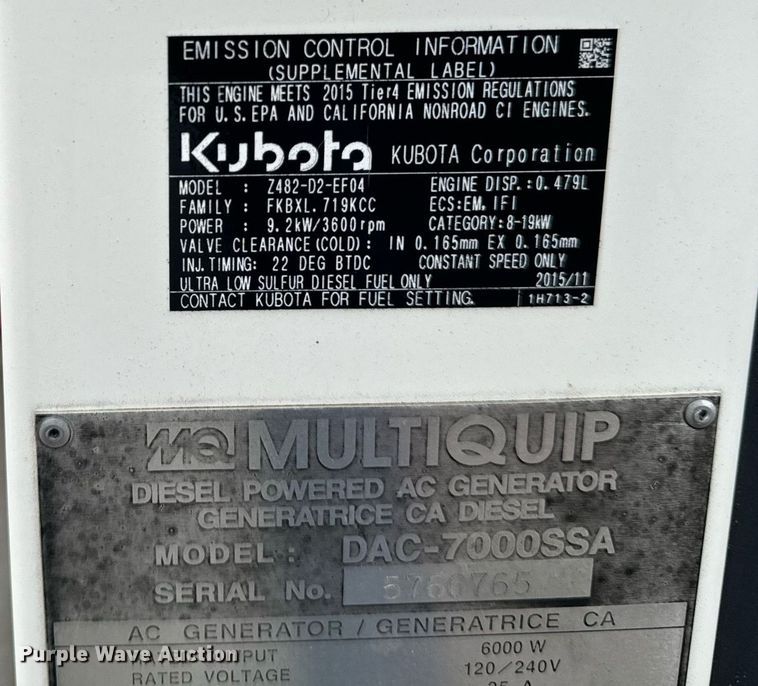 EMISSION CONTROL INFORMATION
(SUPPLEMENTAL LABEL)
THIS ENGINE MEETS 2015 Tier4 EMISSION REGULATIONS
FOR U.S.EPA AND CALIFORNIA NONROAD CI ENGINES.
Kubota KUBOTA Corporation
MODEL : Z482-D2-EF04 ENGINE DISP.:0.479L
FAMILY : FKBXL.719KCC ECS:EM,IFI
POWER : 9.2kW/3600rpm CATEGORY:8-19kW
VALVE CLEARANCE(COLD): IN 0.165mm EX 0.165mm
INJ.TIMING: 22 DEG BTDC CONSTANT SPEED ONLY
ULTRA LOW SULFUR DIESEL FUEL ONLY 2015/11
CONTACT KUBOTA FOR FUEL SETTING. 1H713-2
MQ MULTIQUIP
DIESEL POWERED AC GENERATOR
GENERATRICE CA DIESEL
MODEL: DAC-7000SSA
SERIAL No. 5766765
AC GENERATOR / GENERATRICE CA
6000 W
RATED VOLTAGE 120/240V
Purple Wave Auction